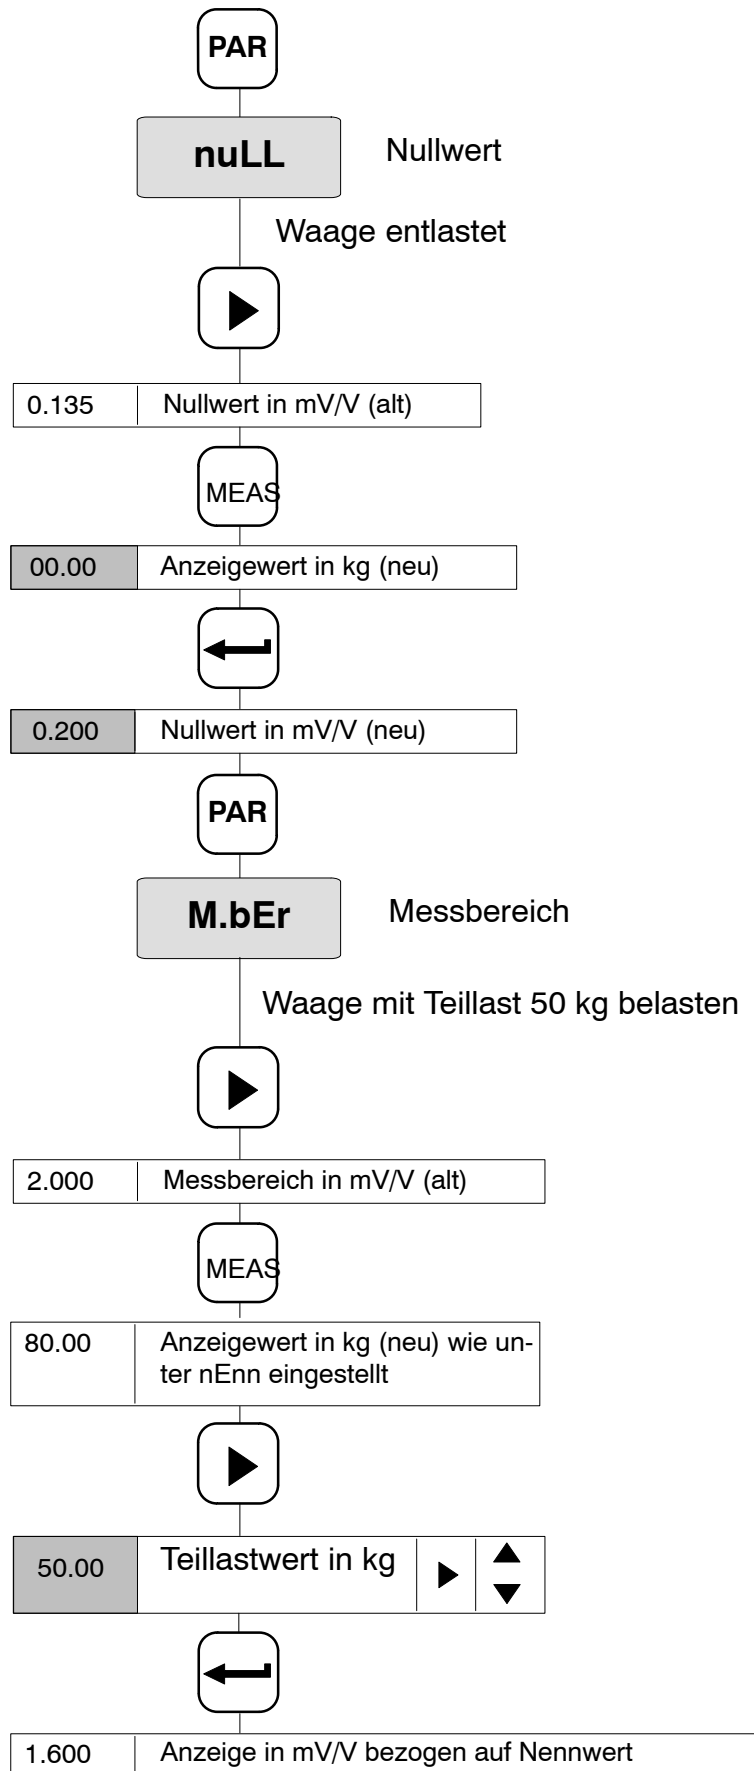 PAR
nuLL Nullwert
Waage entlastet
0.135 Nullwert in mV/V (alt)
MEAS
00.00 Anzeigewert in kg (neu)
0.200 Nullwert in mV/V (neu)
PAR
M.bEr Messbereich
Waage mit Teillast 50 kg belasten
2.000 Messbereich in mV/V (alt)
MEAS
80.00 Anzeigewert in kg (neu) wie un-
ter nEnn eingestellt
50.00 Teillastwert in kg
1.600 Anzeige in mV/V bezogen auf Nennwert